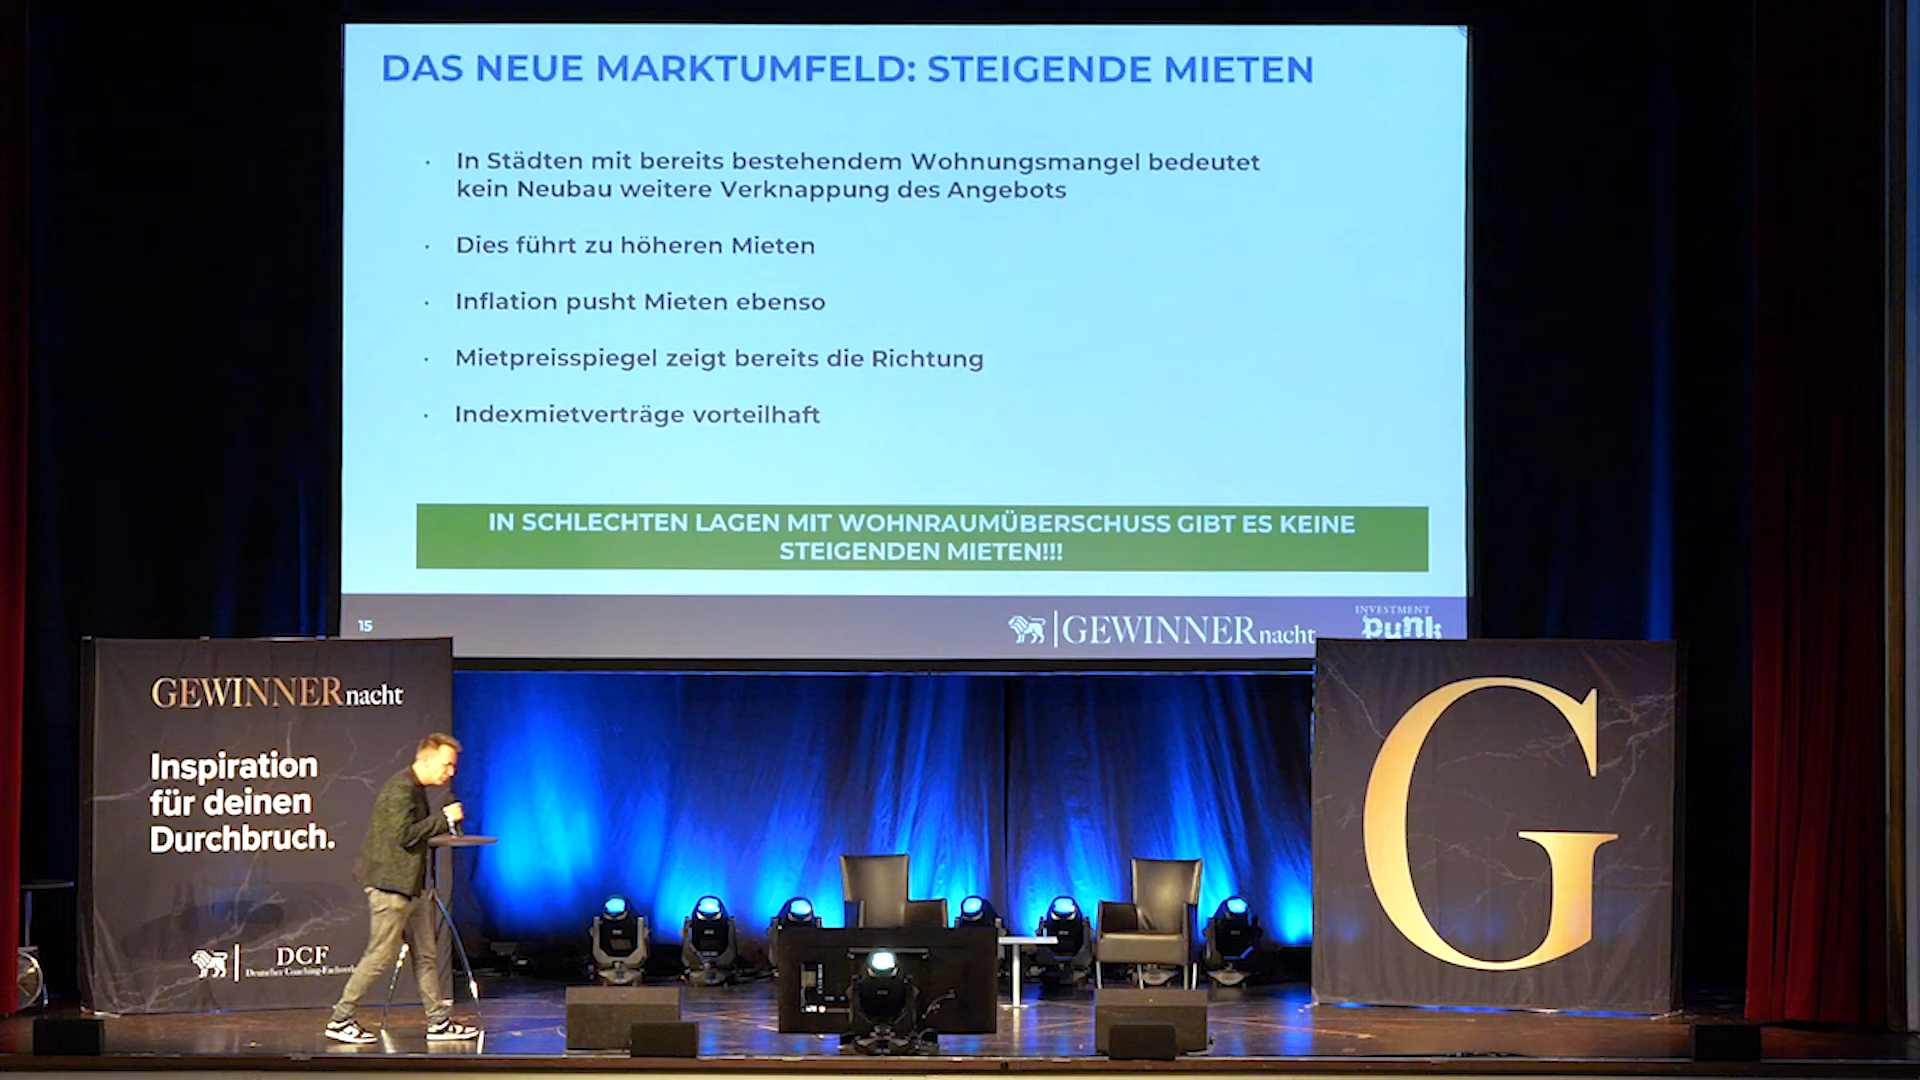 DAS NEUE MARKTUMFELD: STEIGENDE MIETEN
· In Städten mit bereits bestehendem Wohnungsmangel bedeutet
kein Neubau weitere Verknappung des Angebots
· Dies führt zu höheren Mieten
· Inflation pusht Mieten ebenso
· Mietpreisspiegel zeigt bereits die Richtung
· Indexmietverträge vorteilhaft
IN SCHLECHTEN LAGEN MIT WOHNRAUMÜBERSCHUSS GIBT ES KEINE
STEIGENDEN MIETEN!!!
15
GEWINNERnacht
INVESTMENT
punk
GEWINNERnacht
Inspiration
für deinen
Durchbruch.
DCF
Deutscher Coaching-
G